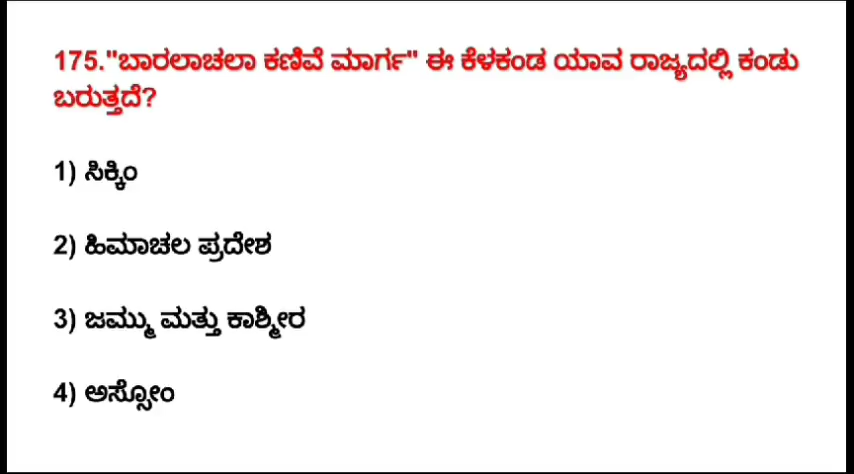 175."ಬಾರಲಾಚಲಾ ಕಣಿವೆ ಮಾರ್ಗ" ಈ ಕೆಳಕಂಡ ಯಾವ ರಾಜ್ಯದಲ್ಲಿ ಕಂಡು
ಬರುತ್ತದೆ?
1) ಸಿಕ್ಕಿಂ
2) ಹಿಮಾಚಲ ಪ್ರದೇಶ
3) ಜಮ್ಮು ಮತ್ತು ಕಾಶ್ಮೀರ
4) ಅಸ್ಸೋಂ